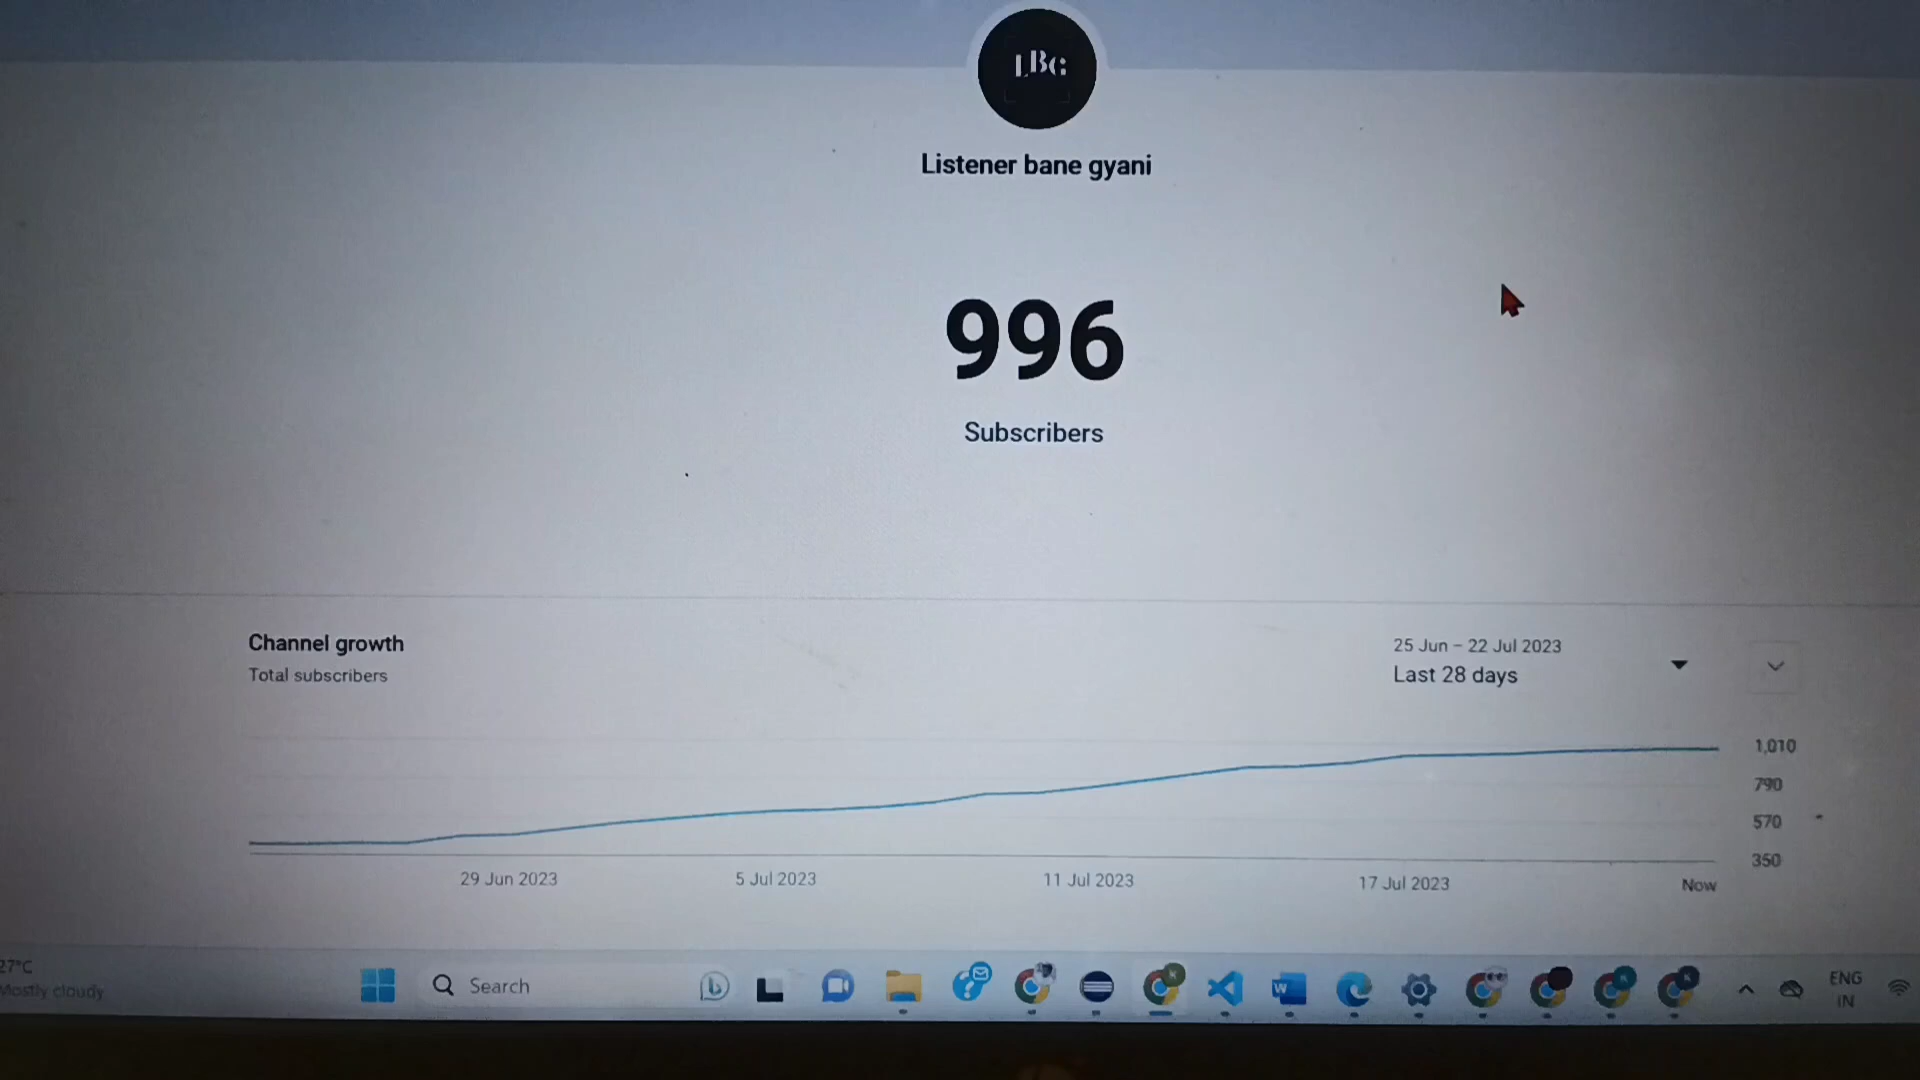 LBG
Listener bane gyani
996
Subscribers
Channel growth
Total subscribers
25 Jun – 22 Jul 2023
Last 28 days
1,010
790
570
350
29 Jun 2023
5 Jul 2023
11 Jul 2023
17 Jul 2023
Now
27°C
Mostly cloudy
Search
ENG
IN